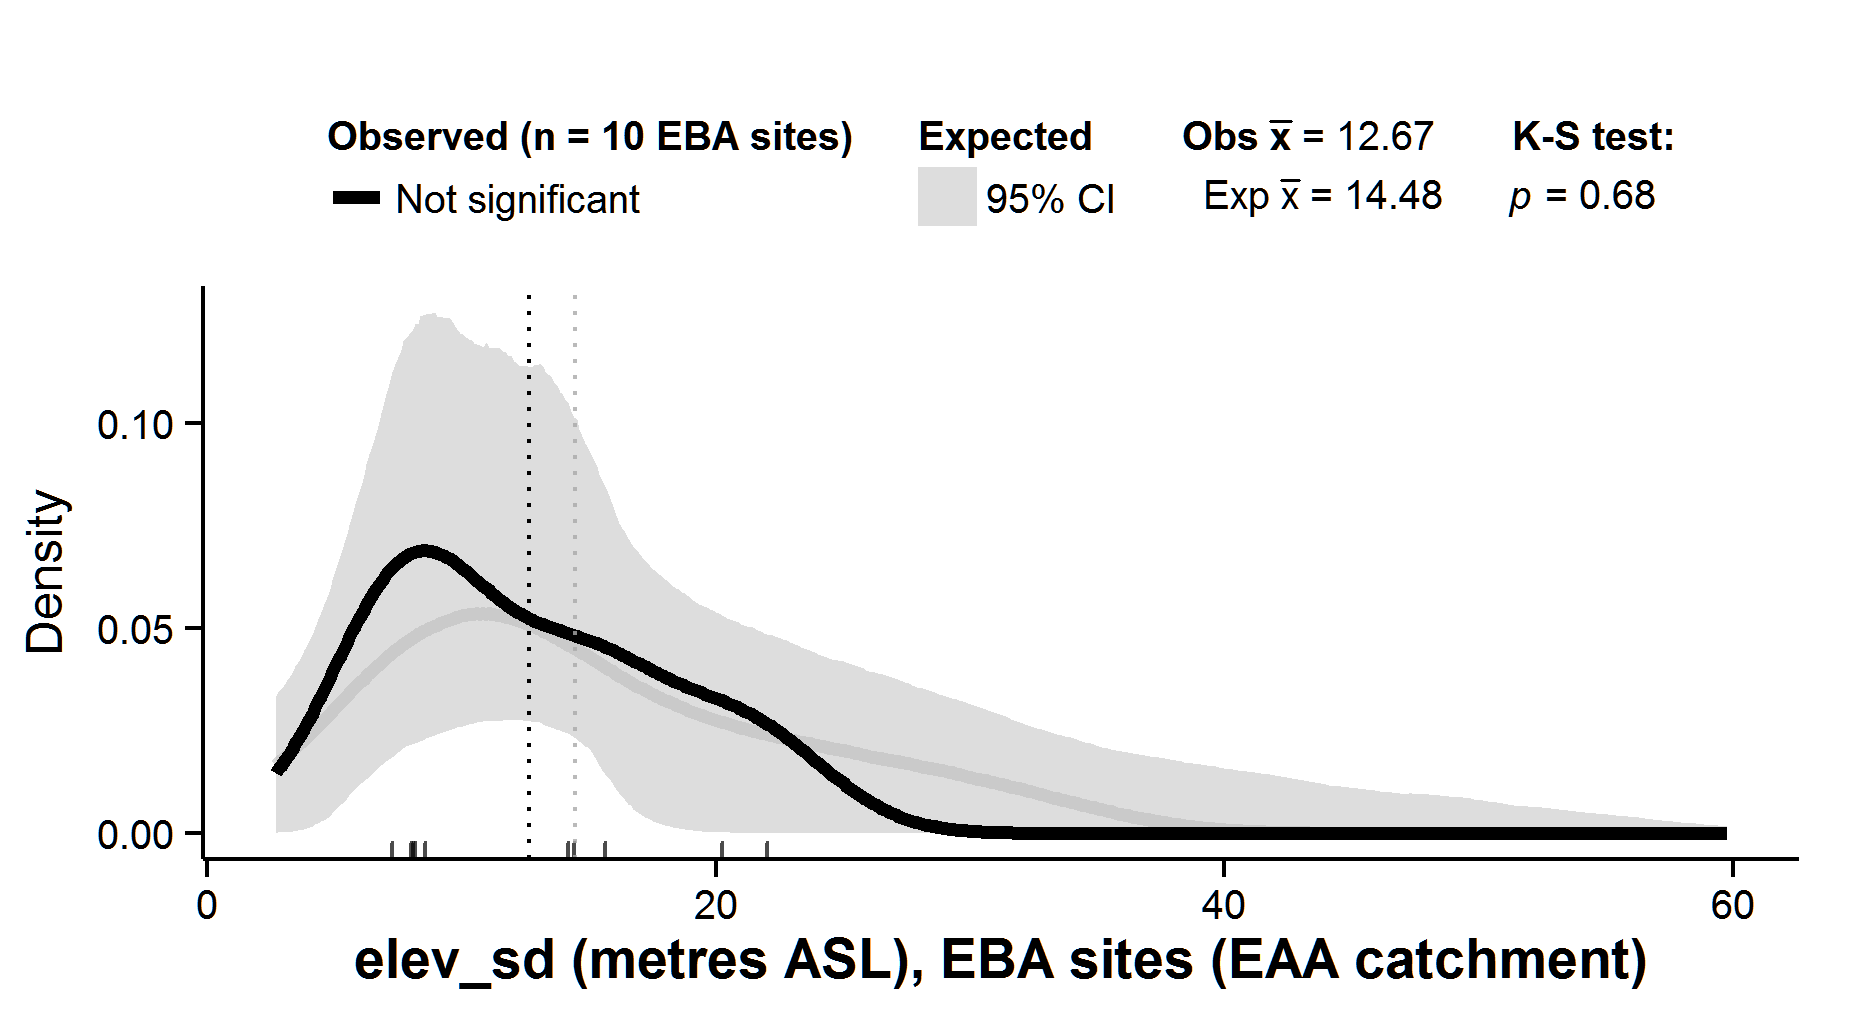 Observed (n = 10 EBA sites) Expected Obs x̅ = 12.67 K-S test:
Not significant 95% CI Exp x̅ = 14.48 p = 0.68
Density
0.10
0.05
0.00
0 20 40 60
elev_sd (metres ASL), EBA sites (EAA catchment)